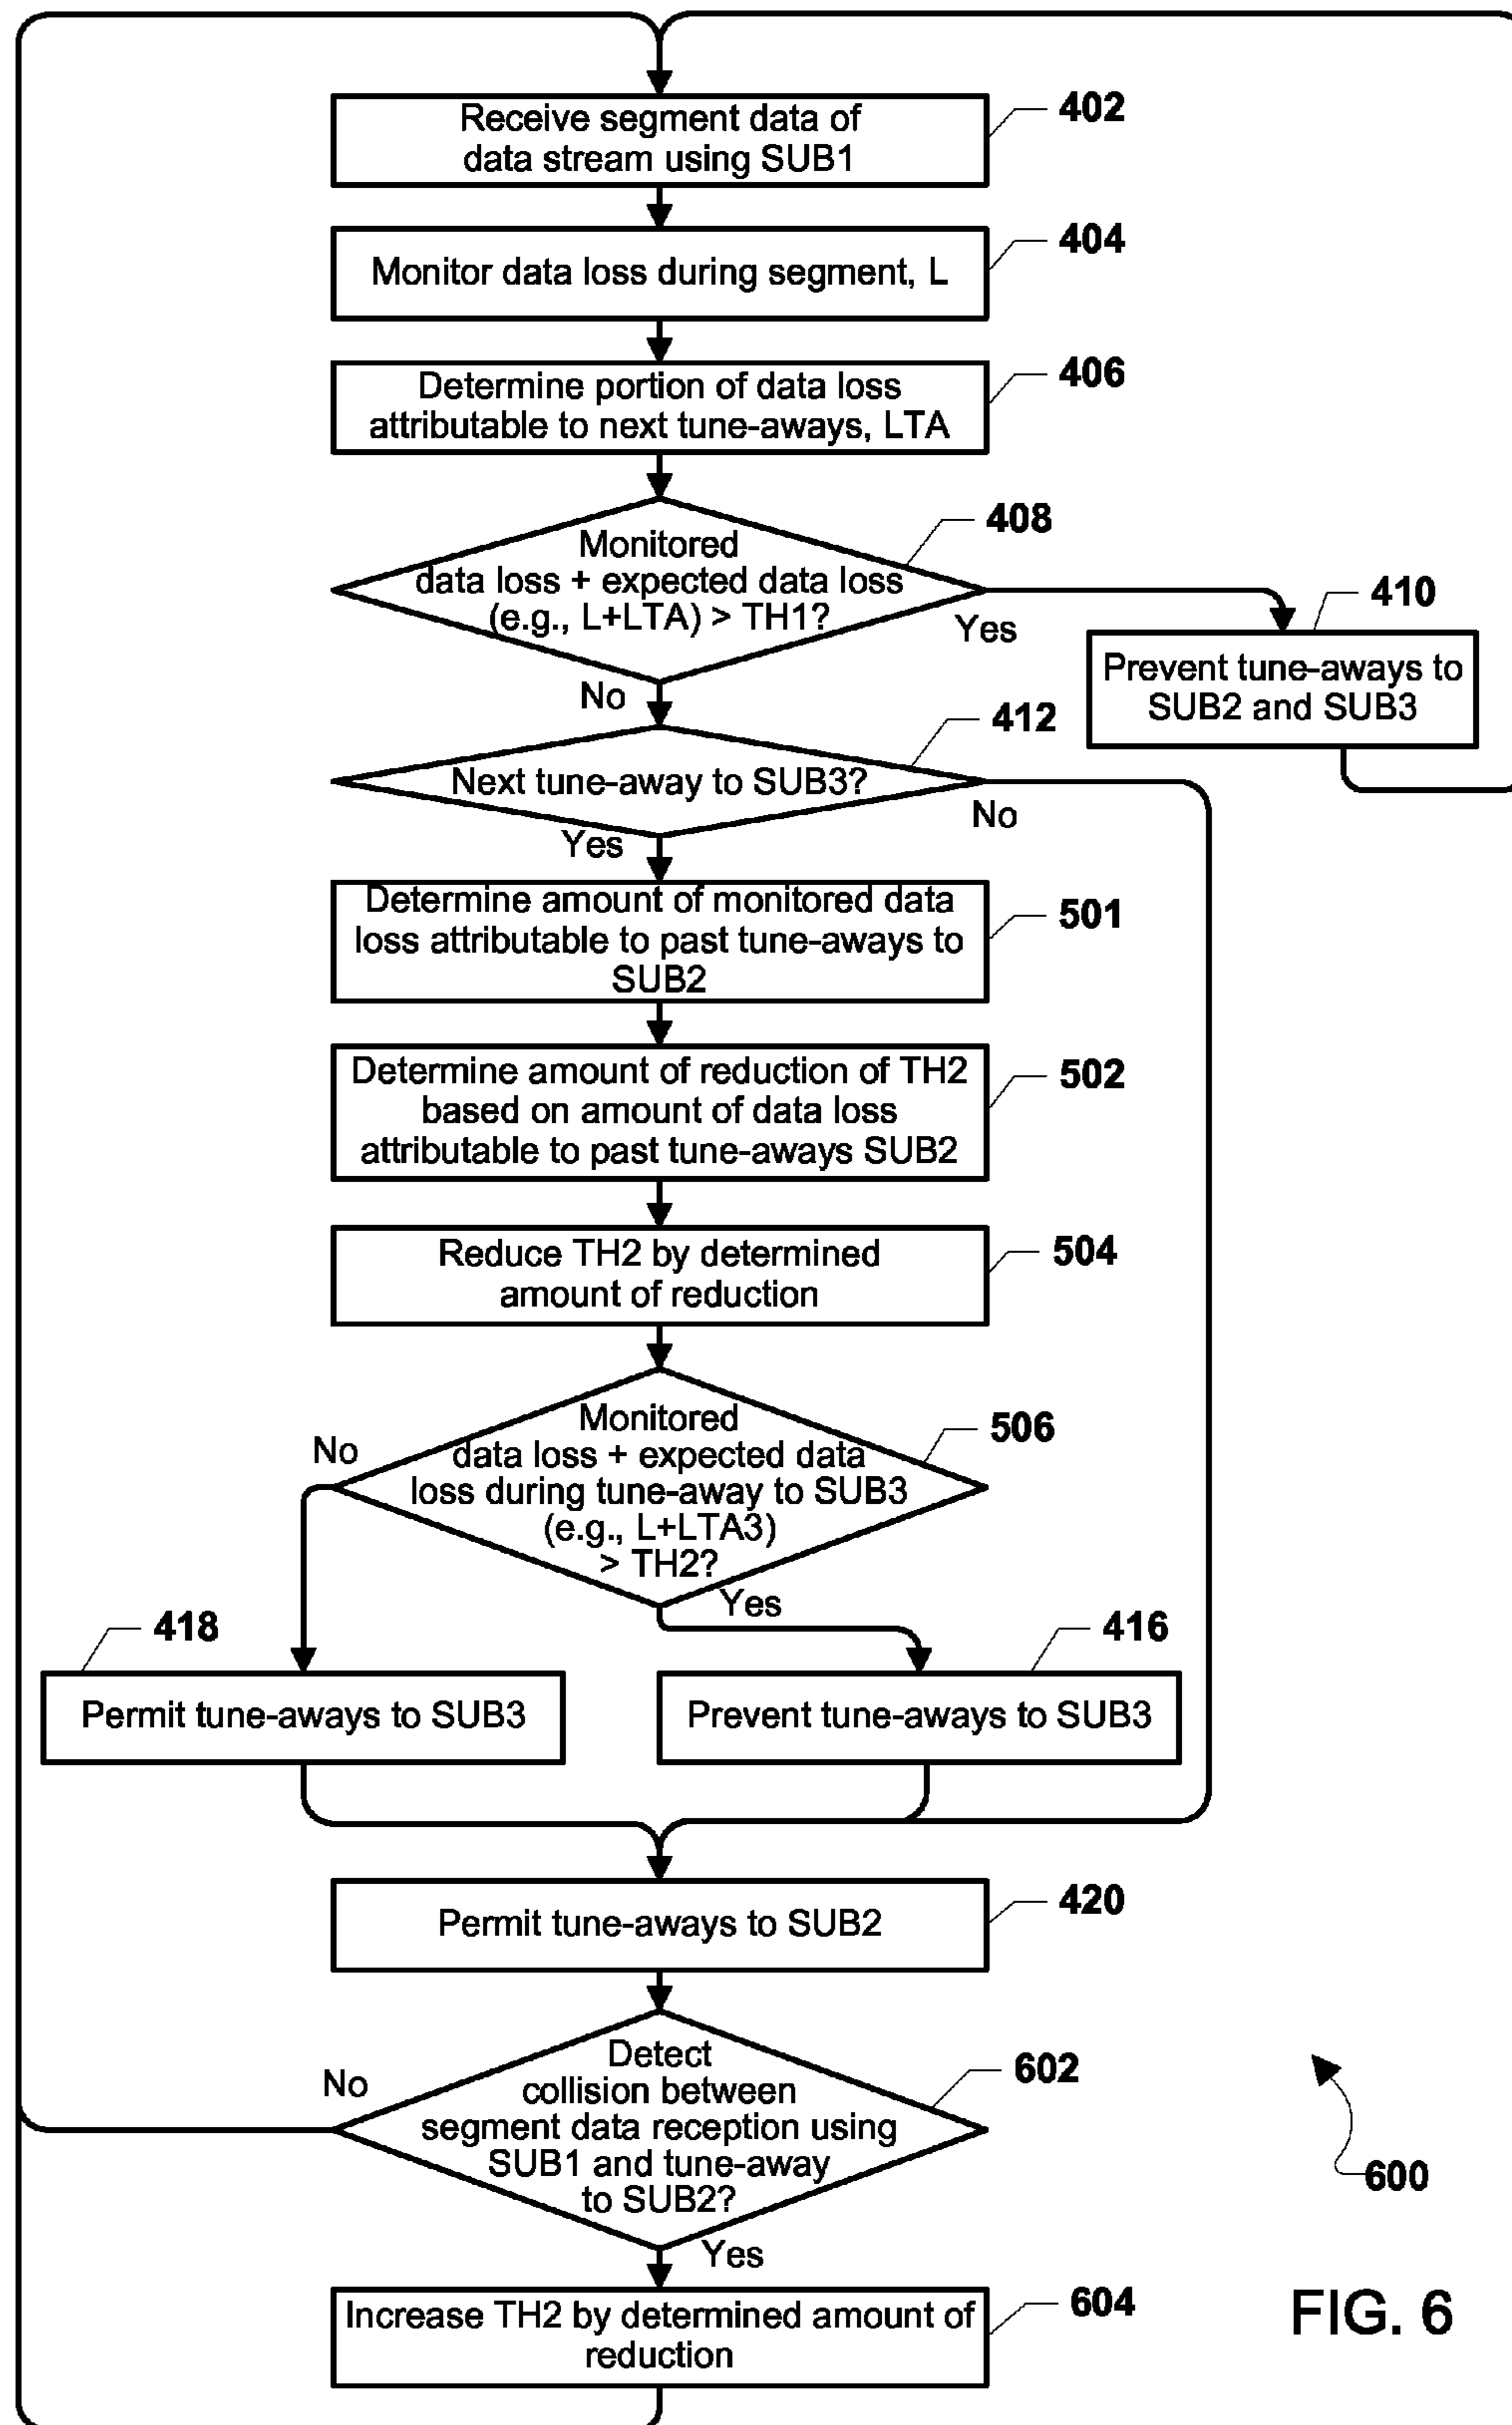 Receive segment data of
data stream using SUB1
402
Monitor data loss during segment, L
404
Determine portion of data loss
attributable to next tune-aways, LTA
406
Monitored
data loss + expected data loss
(e.g., L+LTA) > TH1?
408
Yes
No
410
Prevent tune-aways to
SUB2 and SUB3
Next tune-away to SUB3?
412
No
Yes
Determine amount of monitored data
loss attributable to past tune-aways to
SUB2
501
Determine amount of reduction of TH2
based on amount of data loss
attributable to past tune-aways SUB2
502
Reduce TH2 by determined
amount of reduction
504
Monitored
data loss + expected data
loss during tune-away to SUB3
(e.g., L+LTA3)
> TH2?
506
No
Yes
418
Permit tune-aways to SUB3
416
Prevent tune-aways to SUB3
Permit tune-aways to SUB2
420
Detect
collision between
segment data reception using
SUB1 and tune-away
to SUB2?
602
No
Yes
600
Increase TH2 by determined amount of
reduction
604
FIG. 6